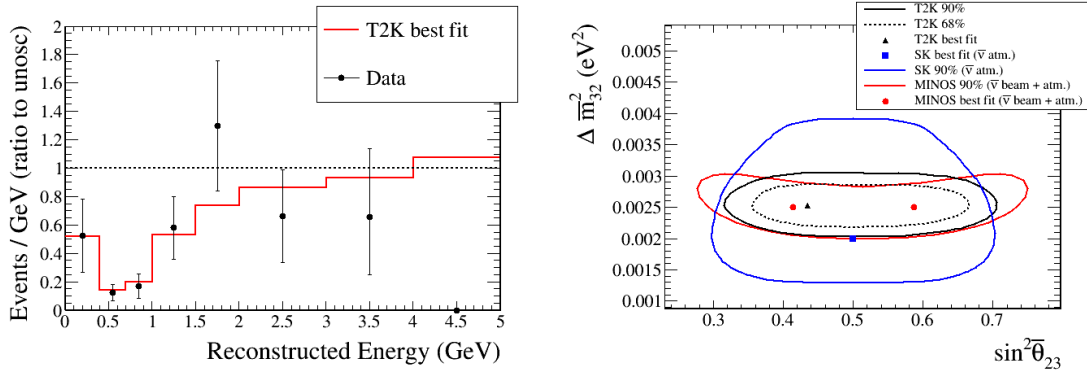 Events / GeV (ratio to unosc)
2
1.8
1.6
1.4
1.2
1
0.8
0.6
0.4
0.2
0
T2K best fit
Data
0 0.5 1 1.5 2 2.5 3 3.5 4 4.5 5
Reconstructed Energy (GeV)
Δ m̅²₃₂ (eV²)
0.005
0.004
0.003
0.0025
0.002
0.0015
0.001
T2K 90%
T2K 68%
T2K best fit
SK best fit (ν̅ atm.)
SK 90% (ν̅ atm.)
MINOS 90% (ν̅ beam + atm.)
MINOS best fit (ν̅ beam + atm.)
0.3 0.4 0.5 0.6 0.7
sin²θ̅₂₃